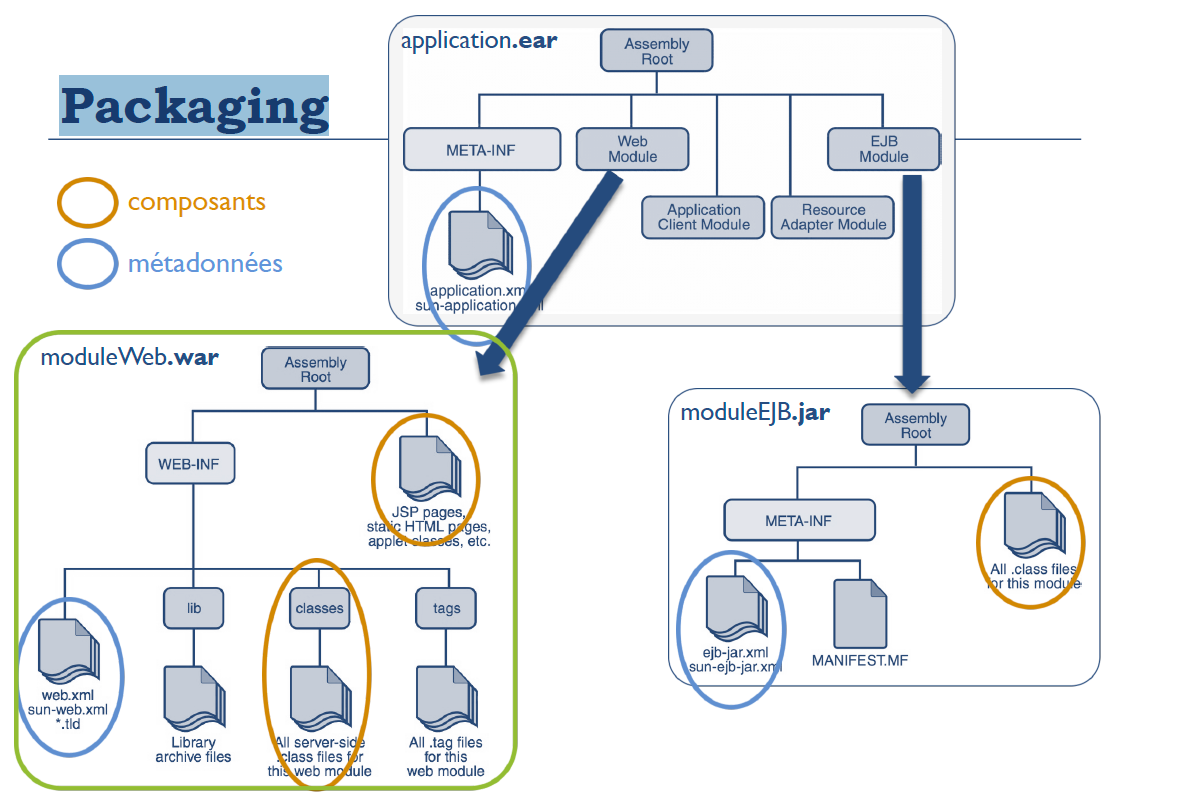 application.ear
Assembly
Root
Packaging
META-INF
Web
Module
EJB
Module
composants
métadonnées
Application
Client Module
Resource
Adapter Module
application.xml
sun-application.xml
moduleWeb.war
Assembly
Root
WEB-INF
JSP pages,
static HTML pages,
applet classes, etc.
lib
classes
tags
web.xml
sun-web.xml
*.tld
Library
archive files
All server-side
.class files for
this web module
All .tag files
for this
web module
moduleEJB.jar
Assembly
Root
META-INF
All .class files
for this module
ejb-jar.xml
sun-ejb-jar.xml
MANIFEST.MF